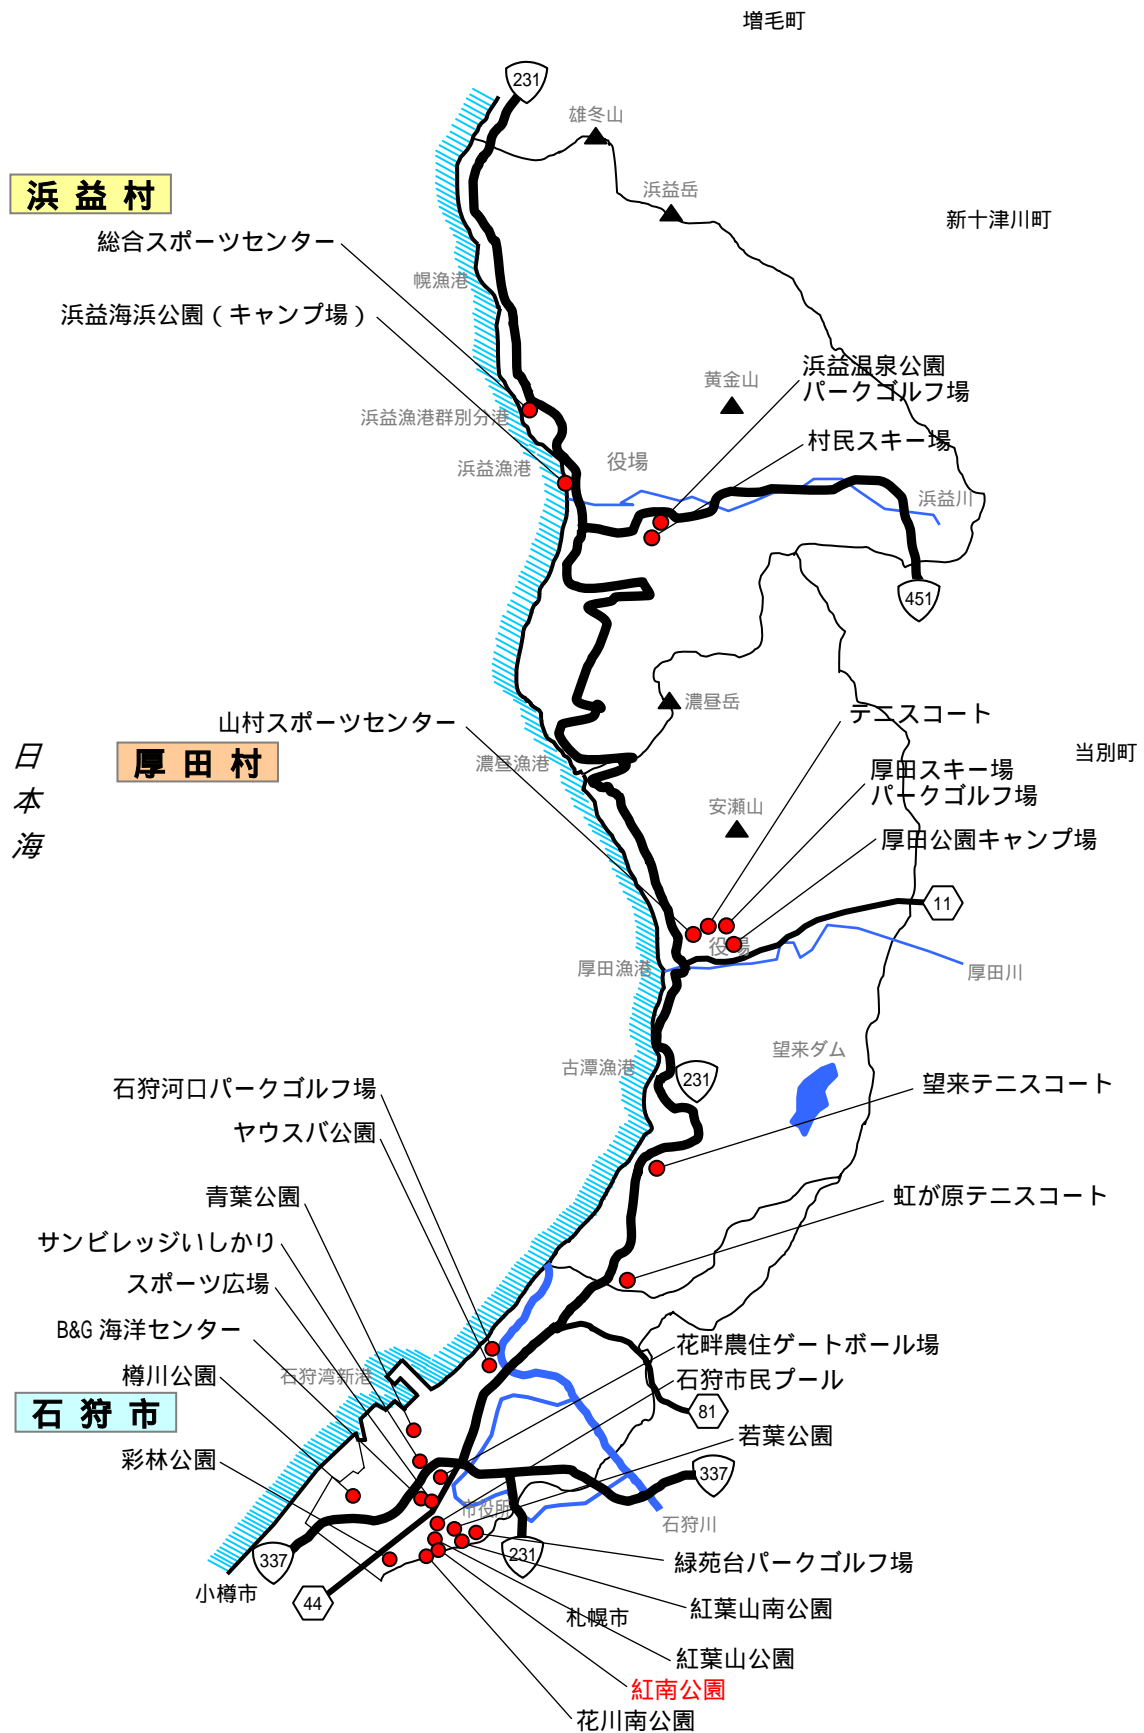 増毛町
231
雄冬山
浜益村
浜益岳
新十津川町
総合スポーツセンター
幌漁港
浜益海浜公園（キャンプ場）
浜益温泉公園
パークゴルフ場
黄金山
浜益漁港群別分港
村民スキー場
浜益漁港
役場
浜益川
451
濃昼岳
テニスコート
山村スポーツセンター
日本海
厚田村
濃昼漁港
当別町
厚田スキー場
パークゴルフ場
安瀬山
厚田公園キャンプ場
11
役場
厚田漁港
厚田川
望来ダム
古潭漁港
231
望来テニスコート
石狩河口パークゴルフ場
ヤウスバ公園
青葉公園
虹が原テニスコート
サンビレッジいしかり
スポーツ広場
B&G 海洋センター
花畔農住ゲートボール場
石狩湾新港
樽川公園
石狩市民プール
石狩市
81
若葉公園
彩林公園
337
市役所
石狩川
337
231
緑苑台パークゴルフ場
小樽市
44
紅葉山南公園
札幌市
紅葉山公園
紅南公園
花川南公園